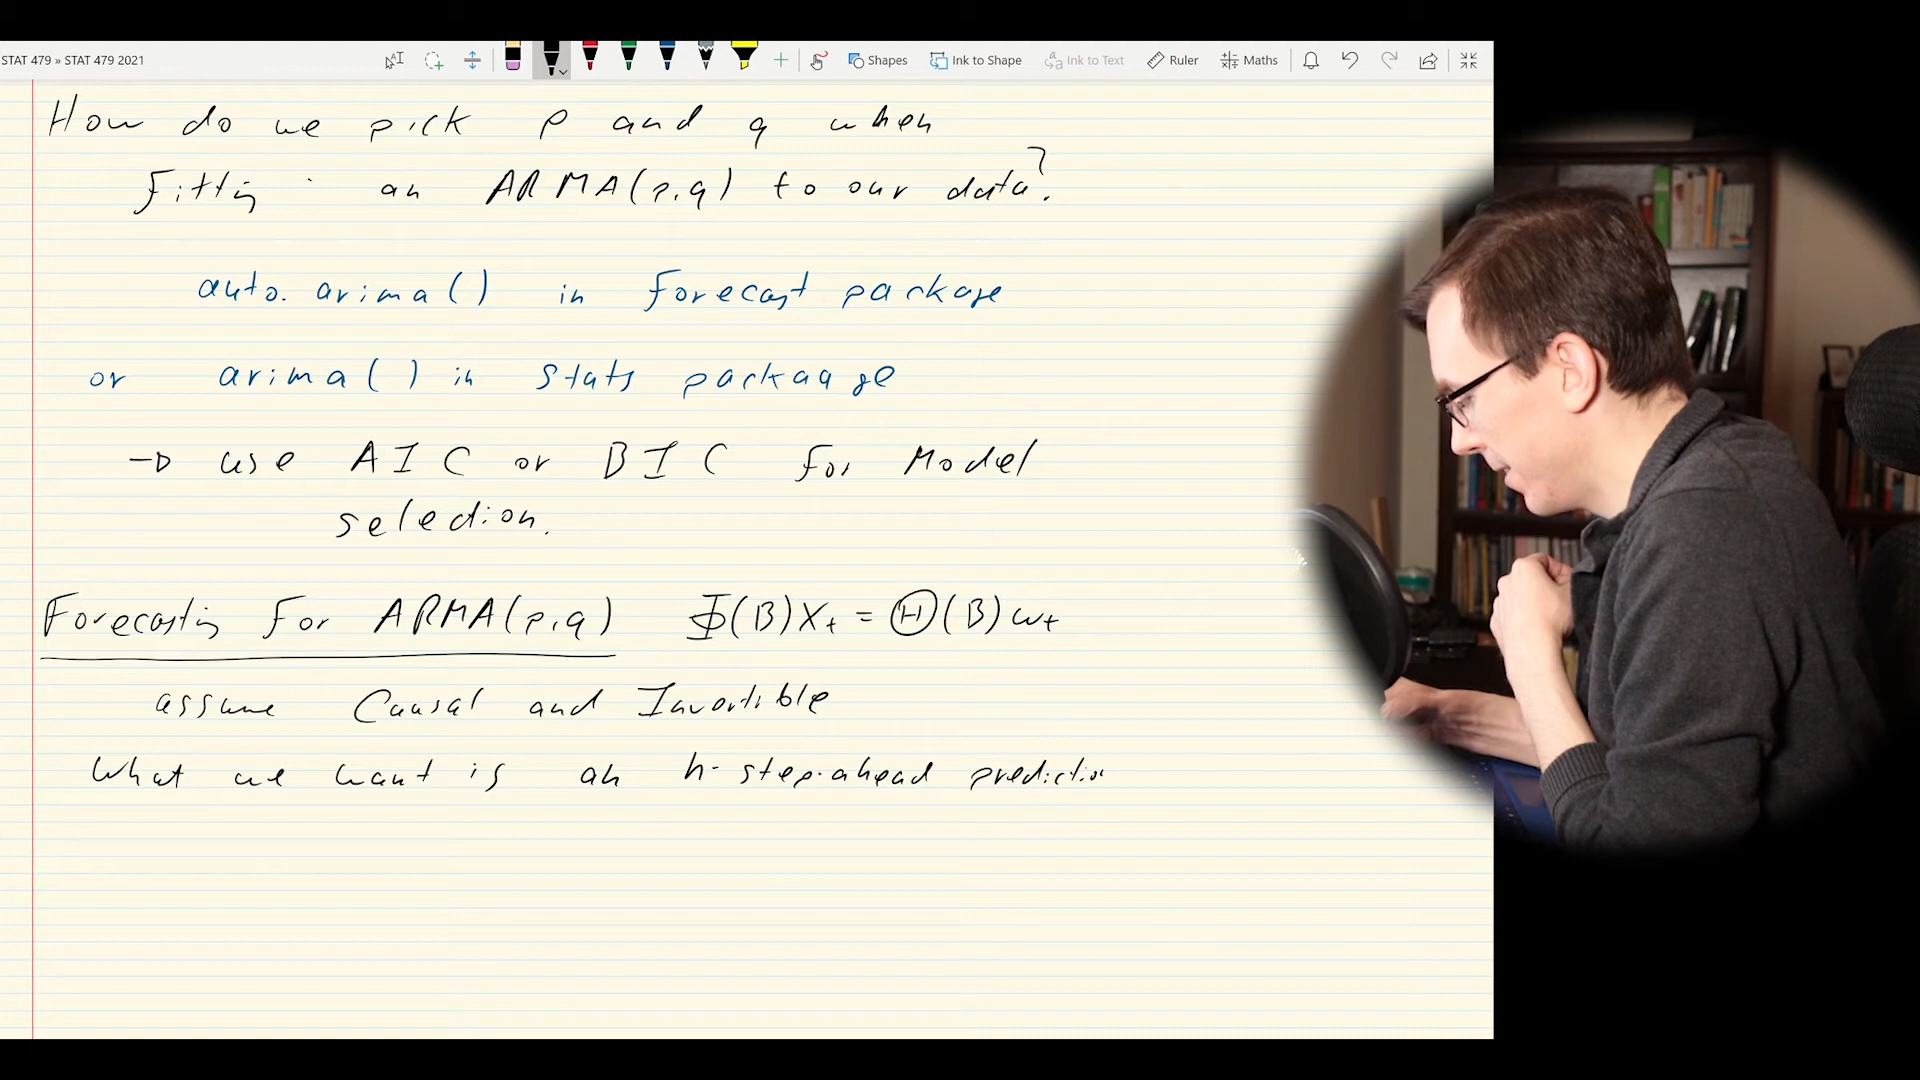 STAT 479 » STAT 479 2021
Shapes Ink to Shape Ink to Text Ruler Maths
How do we pick p and q when
fitting an ARMA(p,q) to our data?
auto.arima() in forecast package
or arima() in stats packaage
→ use AIC or BIC for Model
selection.
Forecasting for ARMA(p,q) Φ(B)Xₜ = Θ(B)wₜ
assume Causal and Invertible
What we want is an h-step-ahead prediction